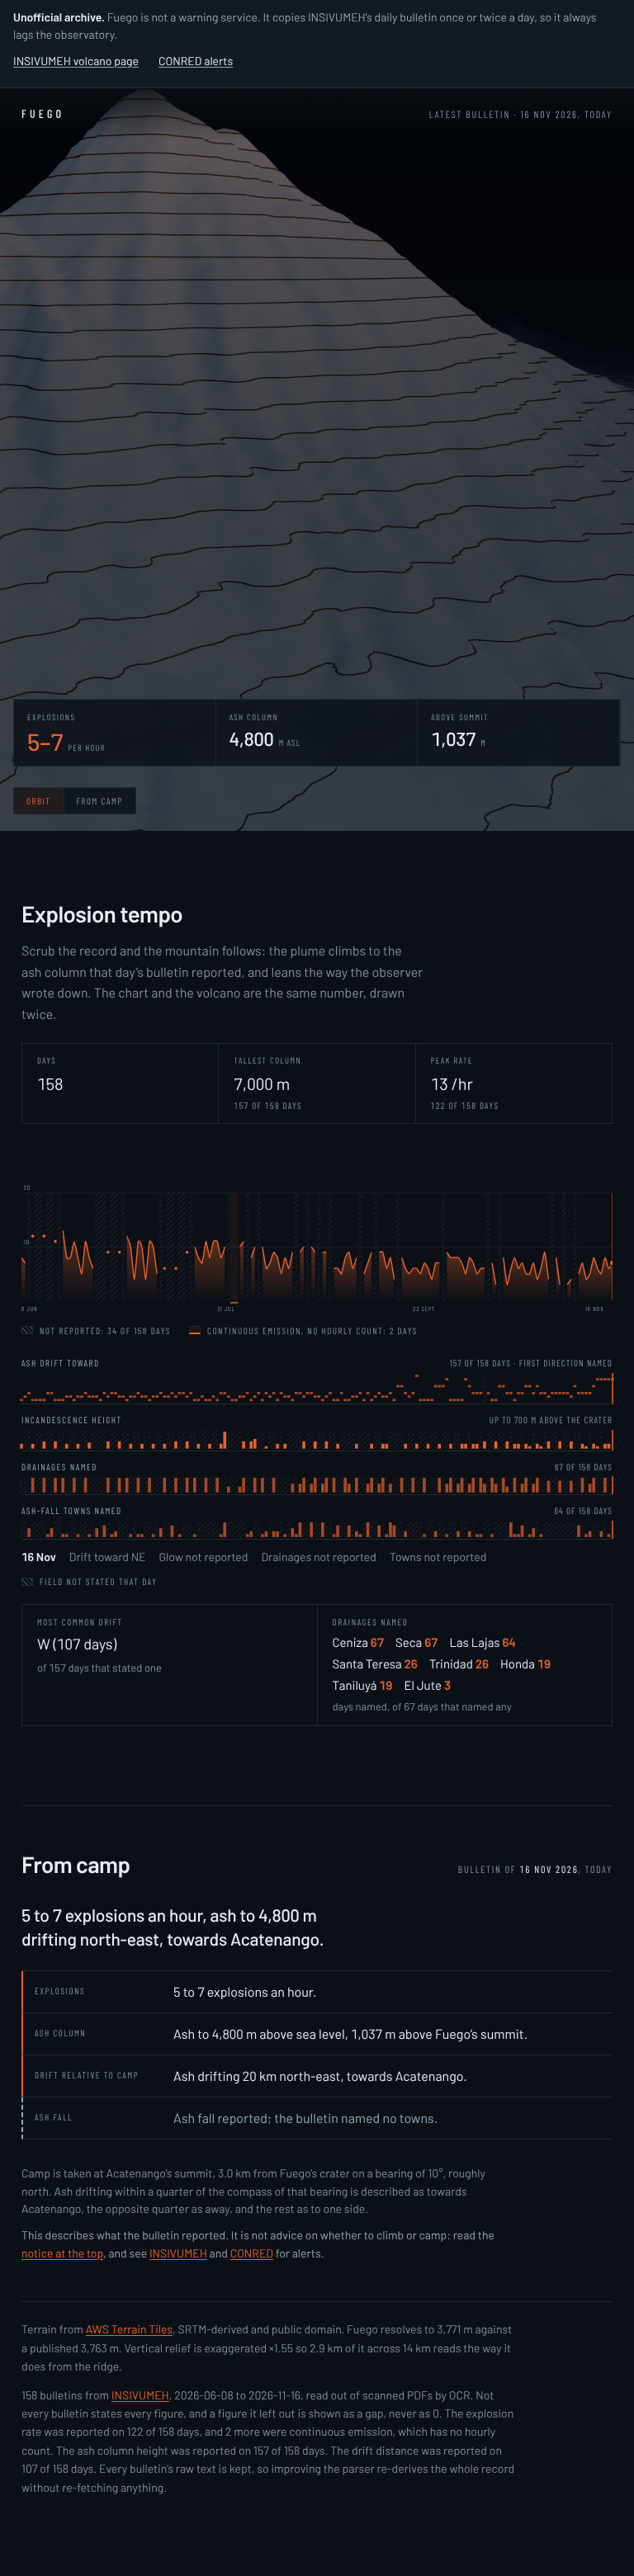 Unofficial archive. Fuego is not a warning service. It copies INSIVUMEH's daily bulletin once or twice a day, so it always
lags the observatory.
INSIVUMEH volcano page CONRED alerts
FUEGO
LATEST BULLETIN · 16 NOV 2026, TODAY
EXPLOSIONS
5–7 PER HOUR
ASH COLUMN
4,800 M ASL
ABOVE SUMMIT
1,037 M
ORBIT FROM CAMP
Explosion tempo
Scrub the record and the mountain follows: the plume climbs to the
ash column that day's bulletin reported, and leans the way the observer
wrote down. The chart and the volcano are the same number, drawn
twice.
DAYS
158
TALLEST COLUMN
7,000 m
157 OF 158 DAYS
PEAK RATE
13 /hr
122 OF 158 DAYS
20
10
8 JUN 31 JUL 23 SEPT 16 NOV
NOT REPORTED: 34 OF 158 DAYS CONTINUOUS EMISSION, NO HOURLY COUNT: 2 DAYS
ASH DRIFT TOWARD 157 OF 158 DAYS · FIRST DIRECTION NAMED
INCANDESCENCE HEIGHT UP TO 700 M ABOVE THE CRATER
DRAINAGES NAMED 67 OF 158 DAYS
ASH-FALL TOWNS NAMED 64 OF 158 DAYS
16 Nov Drift toward NE Glow not reported Drainages not reported Towns not reported
FIELD NOT STATED THAT DAY
MOST COMMON DRIFT
W (107 days)
of 157 days that stated one
DRAINAGES NAMED
Ceniza 67 Seca 67 Las Lajas 64
Santa Teresa 26 Trinidad 26 Honda 19
Taniluyá 19 El Jute 3
days named, of 67 days that named any
From camp
BULLETIN OF 16 NOV 2026, TODAY
5 to 7 explosions an hour, ash to 4,800 m
drifting north-east, towards Acatenango.
EXPLOSIONS 5 to 7 explosions an hour.
ASH COLUMN Ash to 4,800 m above sea level, 1,037 m above Fuego's summit.
DRIFT RELATIVE TO CAMP Ash drifting 20 km north-east, towards Acatenango.
ASH FALL Ash fall reported; the bulletin named no towns.
Camp is taken at Acatenango's summit, 3.0 km from Fuego's crater on a bearing of 10°, roughly
north. Ash drifting within a quarter of the compass of that bearing is described as towards
Acatenango, the opposite quarter as away, and the rest as to one side.
This describes what the bulletin reported. It is not advice on whether to climb or camp: read the
notice at the top, and see INSIVUMEH and CONRED for alerts.
Terrain from AWS Terrain Tiles, SRTM-derived and public domain. Fuego resolves to 3,771 m against
a published 3,763 m. Vertical relief is exaggerated ×1.55 so 2.9 km of it across 14 km reads the way it
does from the ridge.
158 bulletins from INSIVUMEH, 2026-06-08 to 2026-11-16, read out of scanned PDFs by OCR. Not
every bulletin states every figure, and a figure it left out is shown as a gap, never as 0. The explosion
rate was reported on 122 of 158 days, and 2 more were continuous emission, which has no hourly
count. The ash column height was reported on 157 of 158 days. The drift distance was reported on
107 of 158 days. Every bulletin's raw text is kept, so improving the parser re-derives the whole record
without re-fetching anything.